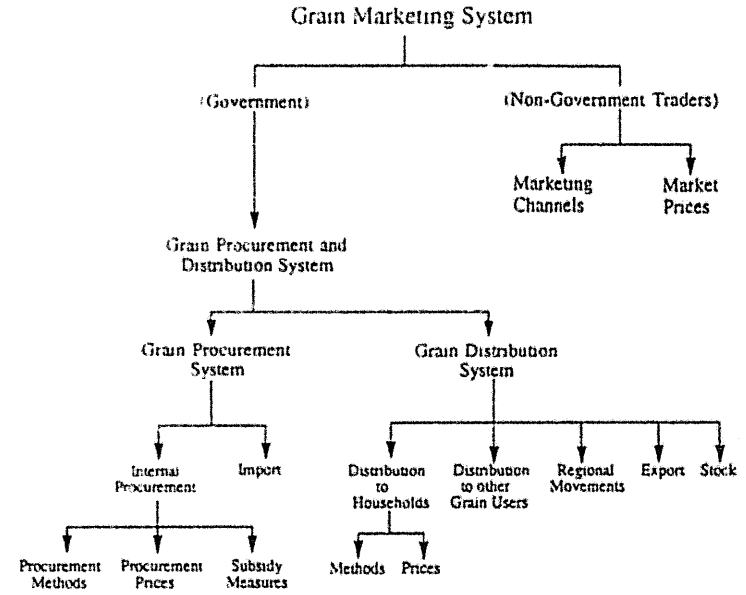 Grain Marketing System
(Government)
(Non-Government Traders)
Marketing
Channels
Market
Prices
Grain Procurement and
Distribution System
Grain Procurement
System
Grain Distribution
System
Internal
Procurement
Import
Distribution
to
Households
Distribution
to other
Grain Users
Regional
Movements
Export
Stock
Procurement
Methods
Procurement
Prices
Subsidy
Measures
Methods
Prices